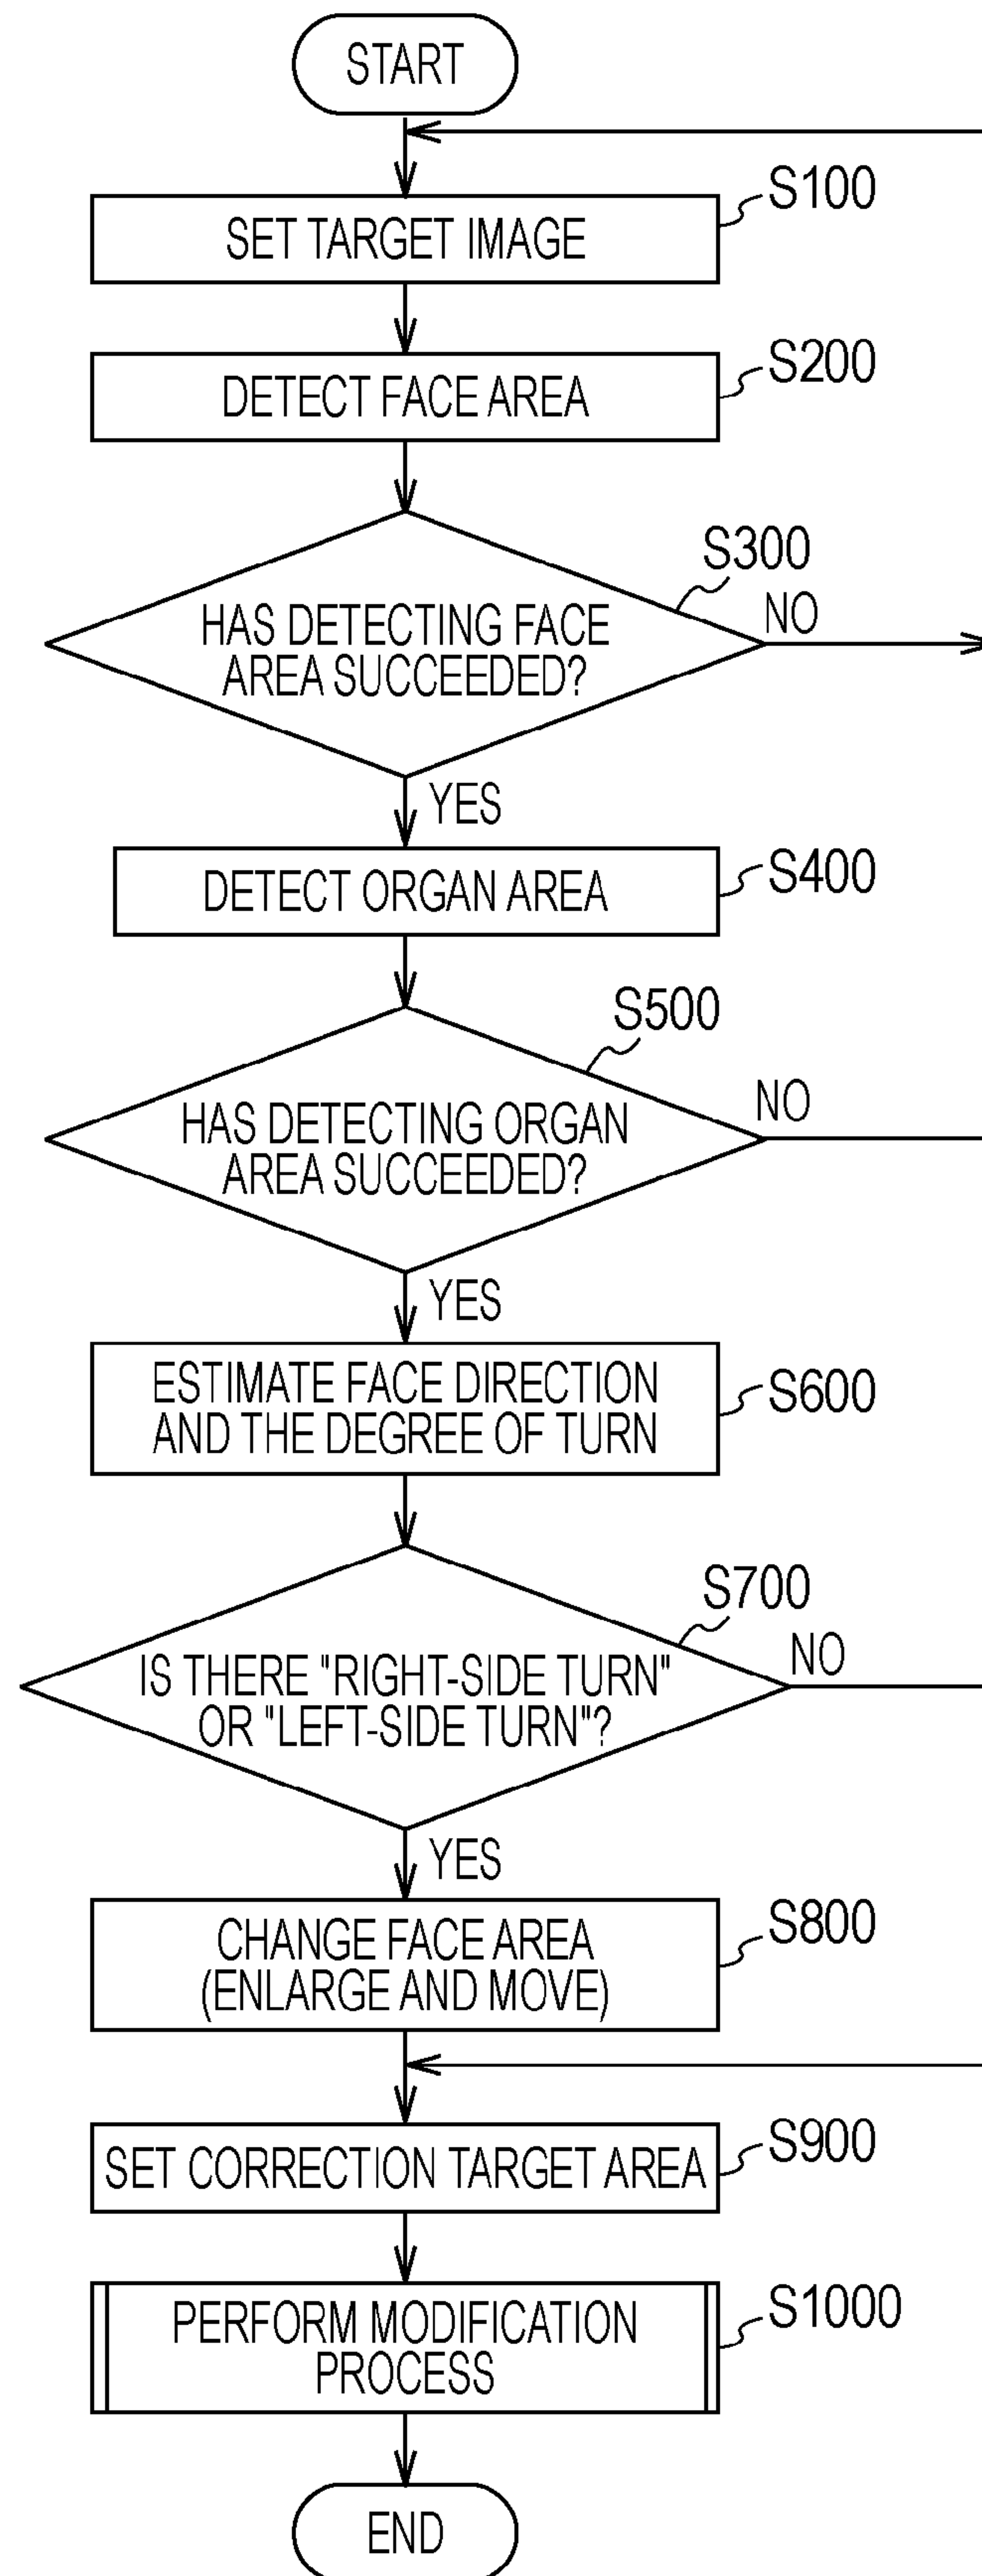 START
S100
SET TARGET IMAGE
S200
DETECT FACE AREA
S300
HAS DETECTING FACE
AREA SUCCEEDED?
NO
YES
S400
DETECT ORGAN AREA
S500
HAS DETECTING ORGAN
AREA SUCCEEDED?
NO
YES
S600
ESTIMATE FACE DIRECTION
AND THE DEGREE OF TURN
S700
IS THERE "RIGHT-SIDE TURN"
OR "LEFT-SIDE TURN"?
NO
YES
S800
CHANGE FACE AREA
(ENLARGE AND MOVE)
S900
SET CORRECTION TARGET AREA
S1000
PERFORM MODIFICATION
PROCESS
END